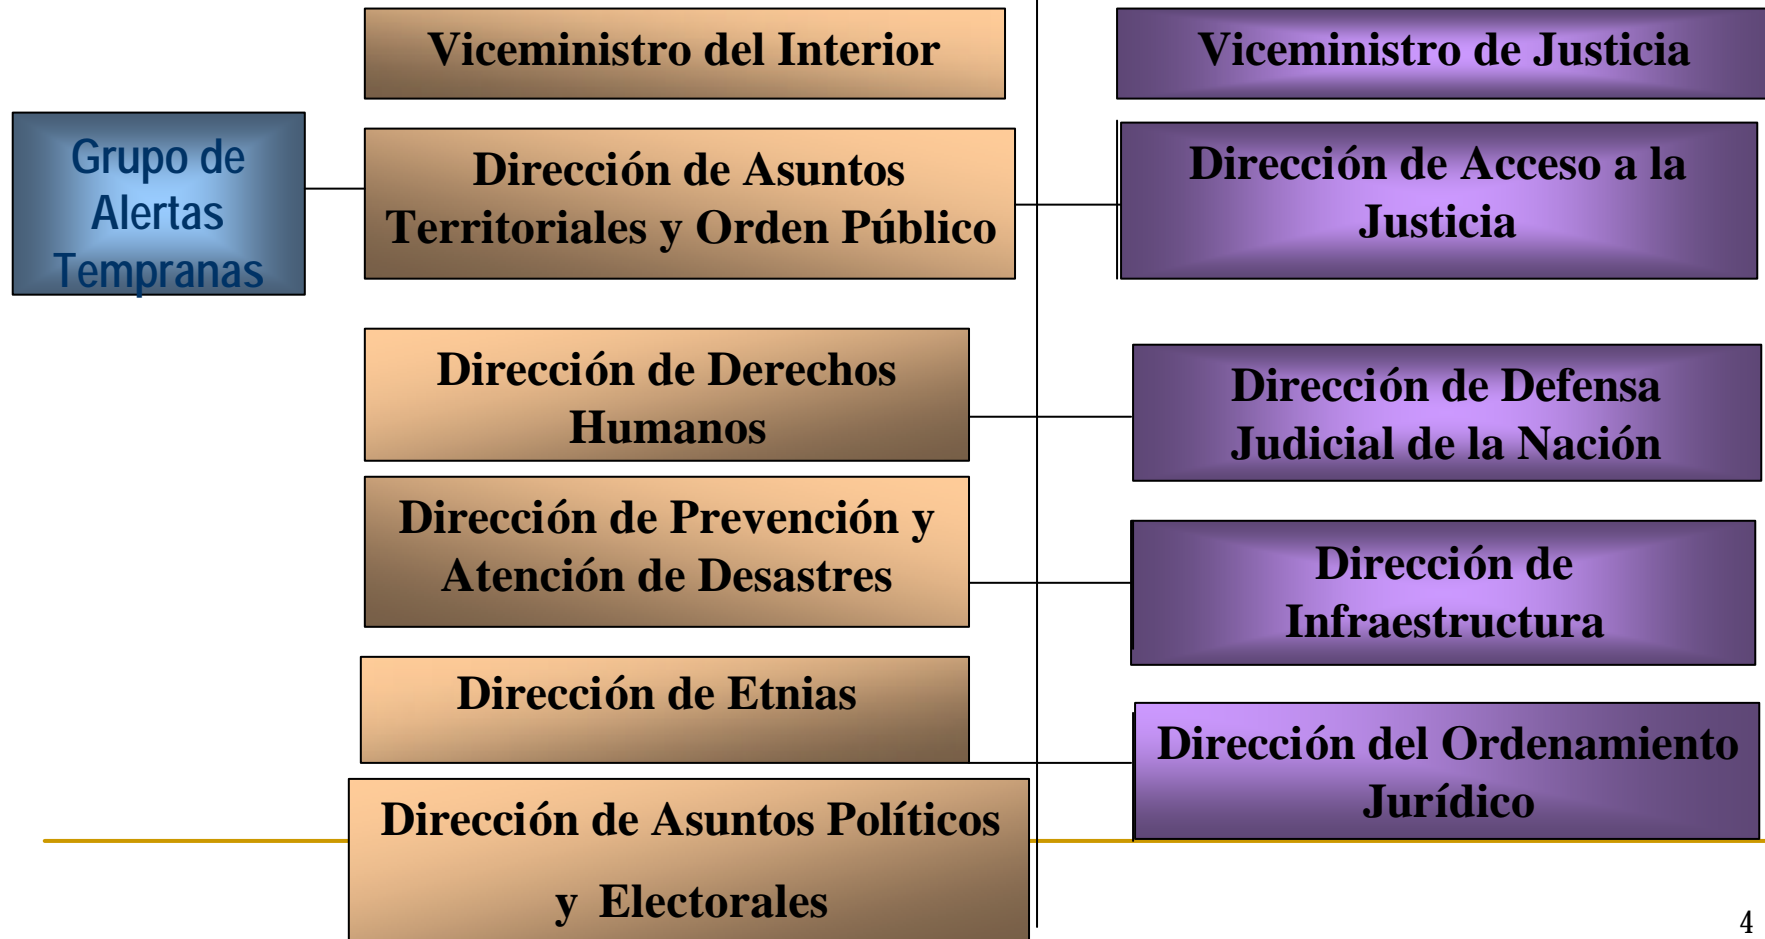 Viceministro del Interior
Viceministro de Justicia
Grupo de
Alertas
Tempranas
Dirección de Asuntos
Territoriales y Orden Público
Dirección de Acceso a la
Justicia
Dirección de Derechos
Humanos
Dirección de Defensa
Judicial de la Nación
Dirección de Prevención y
Atención de Desastres
Dirección de
Infraestructura
Dirección de Etnias
Dirección del Ordenamiento
Jurídico
Dirección de Asuntos Políticos
y Electorales
4